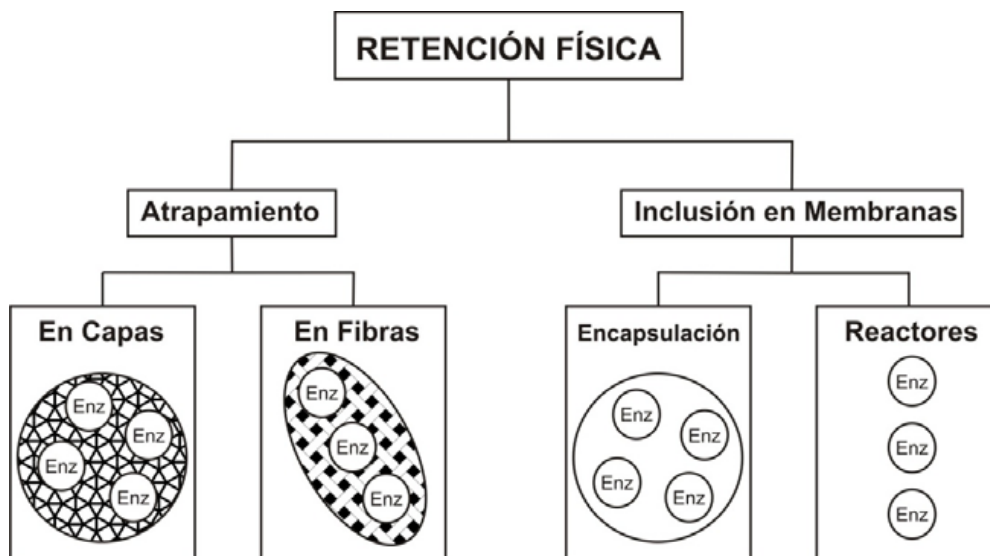 RETENCIÓN FÍSICA
Atrapamiento
Inclusión en Membranas
En Capas
Enz
Enz
Enz
Enz
En Fibras
Enz
Enz
Enz
Encapsulación
Enz
Enz
Enz
Enz
Reactores
Enz
Enz
Enz